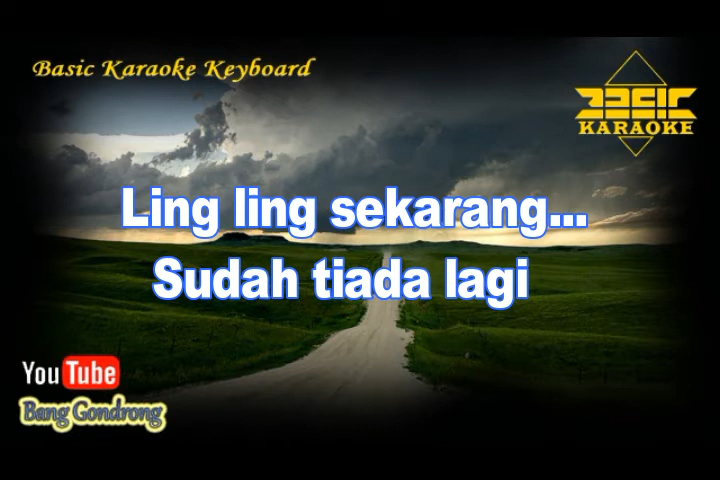 Basic Karaoke Keyboard
BASIC
KARAOKE
Ling ling sekarang...
Sudah tiada lagi
YouTube
Bang Gondrong